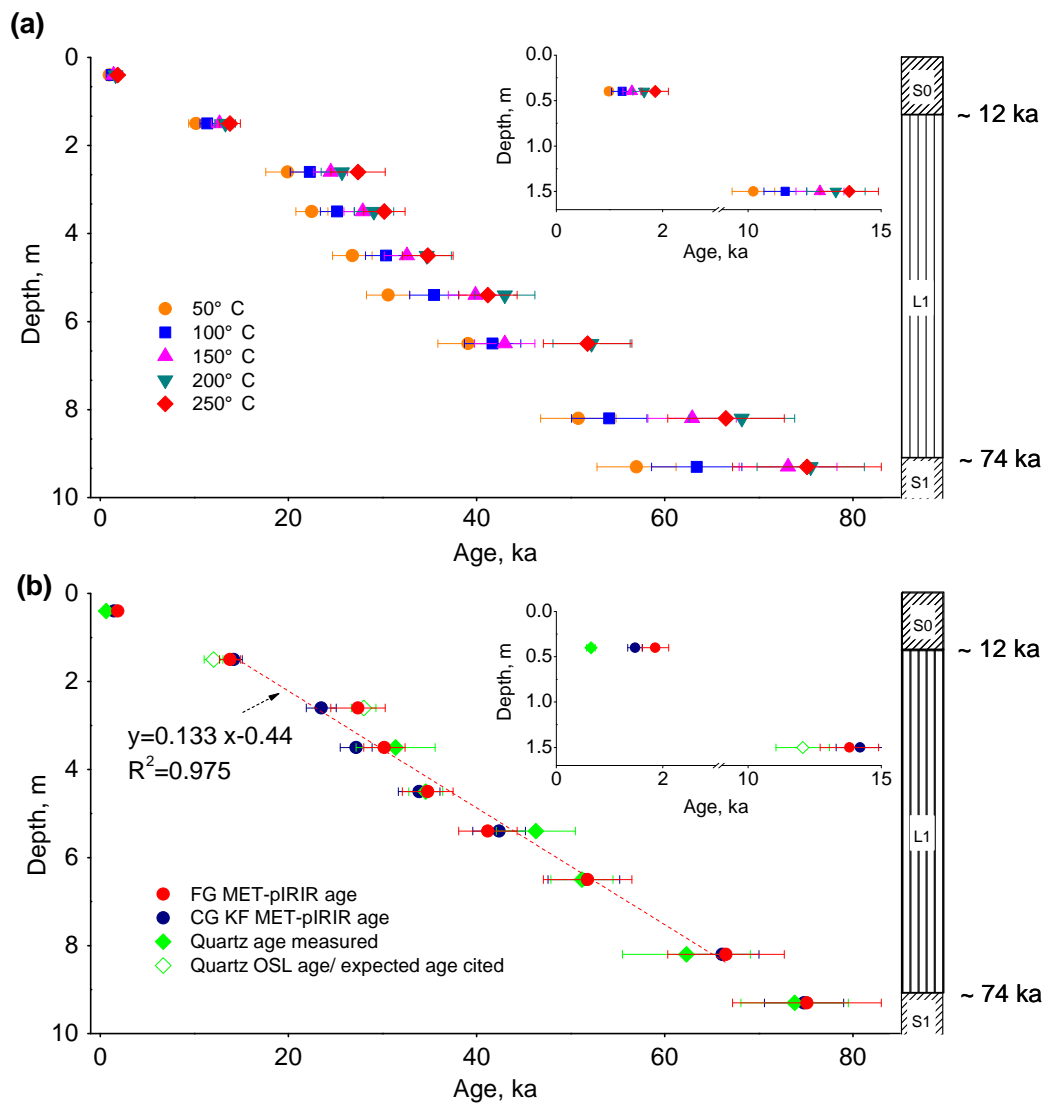 (a)
0
2
4
6
8
10
Depth, m
0 20 40 60 80
Age, ka
50° C
100° C
150° C
200° C
250° C
0.0
0.5
1.0
1.5
Depth, m
0 2 10 15
Age, ka
S0
L1
S1
~ 12 ka
~ 74 ka
(b)
0
2
4
6
8
10
Depth, m
0 20 40 60 80
Age, ka
y=0.133 x-0.44
R²=0.975
FG MET-pIRIR age
CG KF MET-pIRIR age
Quartz age measured
Quartz OSL age/ expected age cited
0.0
0.5
1.0
1.5
Depth, m
0 2 10 15
Age, ka
S0
L1
S1
~ 12 ka
~ 74 ka